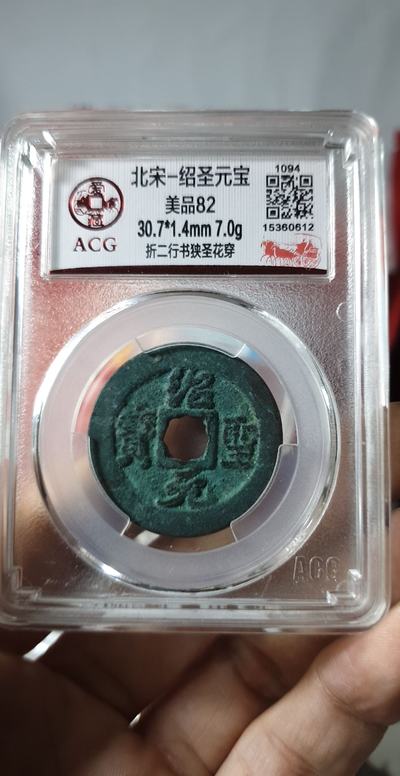 北宋-绍圣元宝
美品82
30.7*1.4mm 7.0g
折二行书狭圣花穿
1094
15360612
ACG
绍
聖
元
寳
ACG